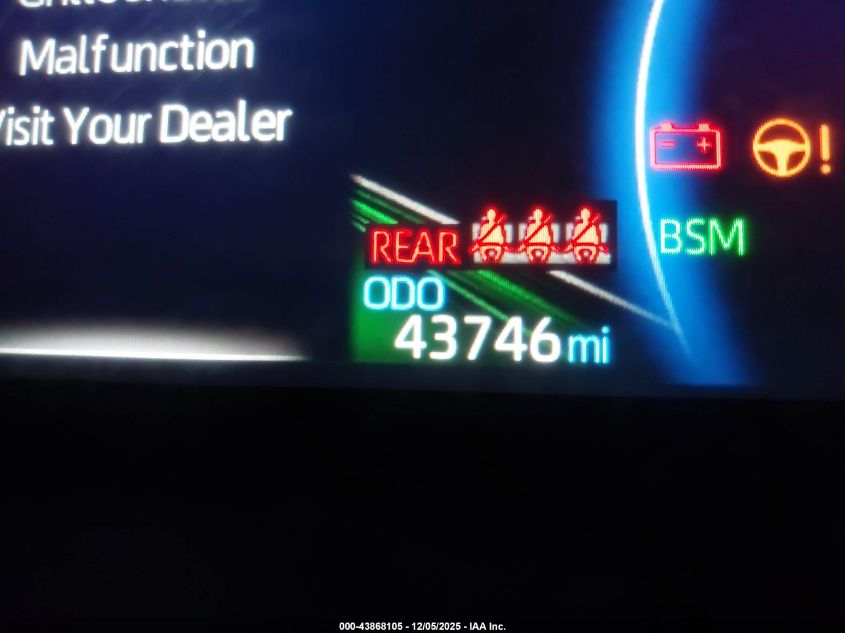 Malfunction
Visit Your Dealer
BSM
REAR
ODO
43746 mi
000-43868105 - 12/05/2025 - IAA Inc.